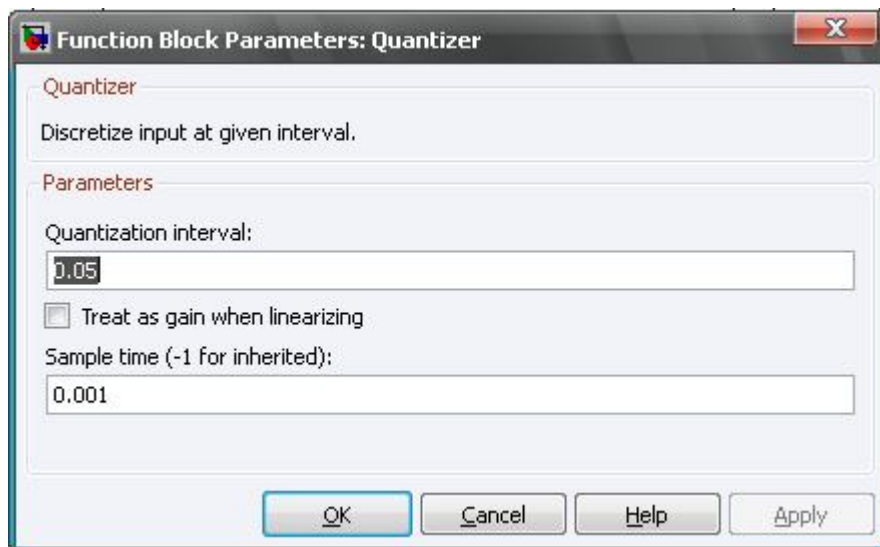 Function Block Parameters: Quantizer
Quantizer
Discretize input at given interval.
Parameters
Quantization interval:
0.05
Treat as gain when linearizing
Sample time (-1 for inherited):
0.001
OK Cancel Help Apply